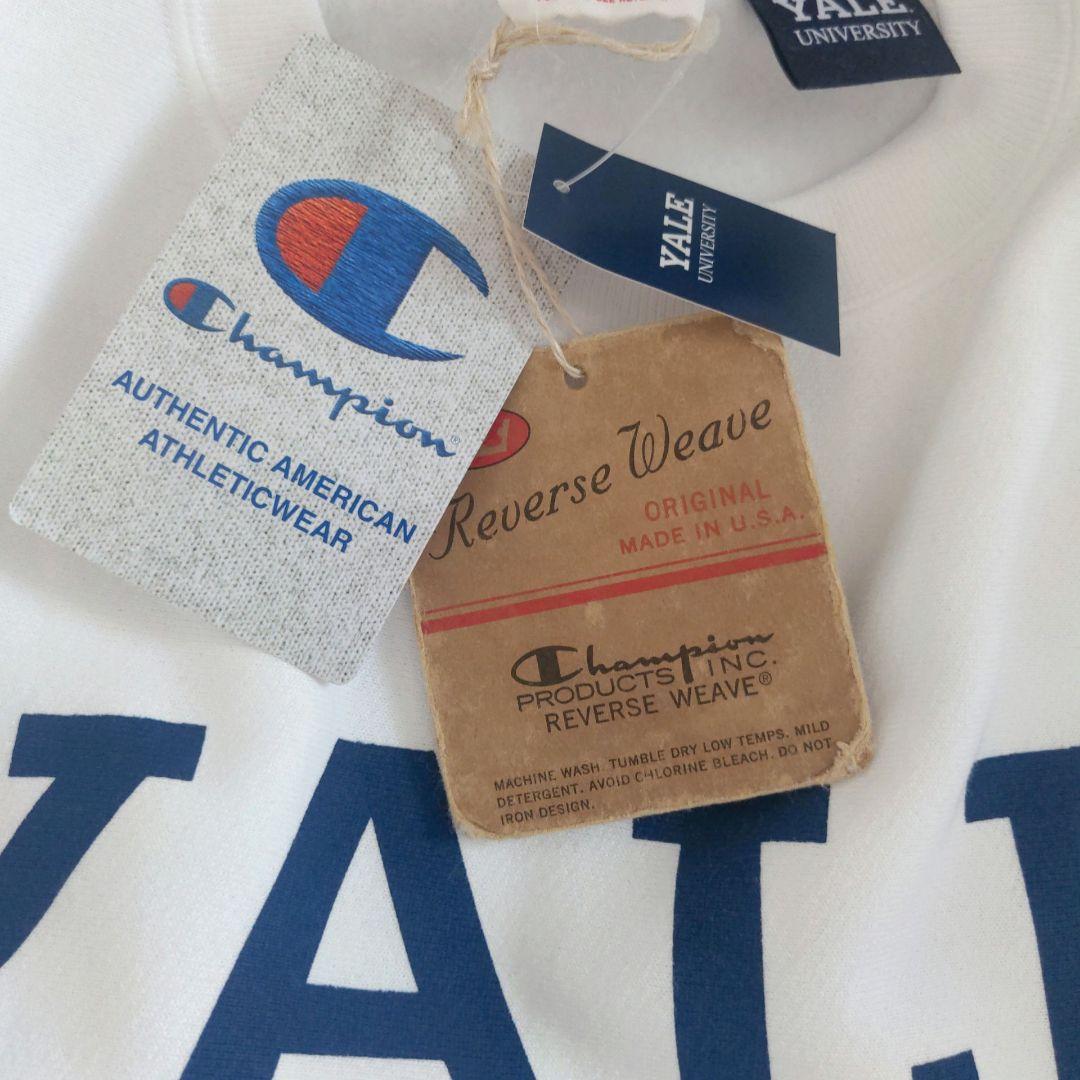 YALE
UNIVERSITY
YALE
UNIVERSITY
Champion®
AUTHENTIC AMERICAN
ATHLETICWEAR
Reverse Weave
ORIGINAL
MADE IN U.S.A.
Champion
PRODUCTS INC.
REVERSE WEAVE®
MACHINE WASH. TUMBLE DRY LOW TEMPS. MILD
DETERGENT. AVOID CHLORINE BLEACH. DO NOT
IRON DESIGN.
YALE